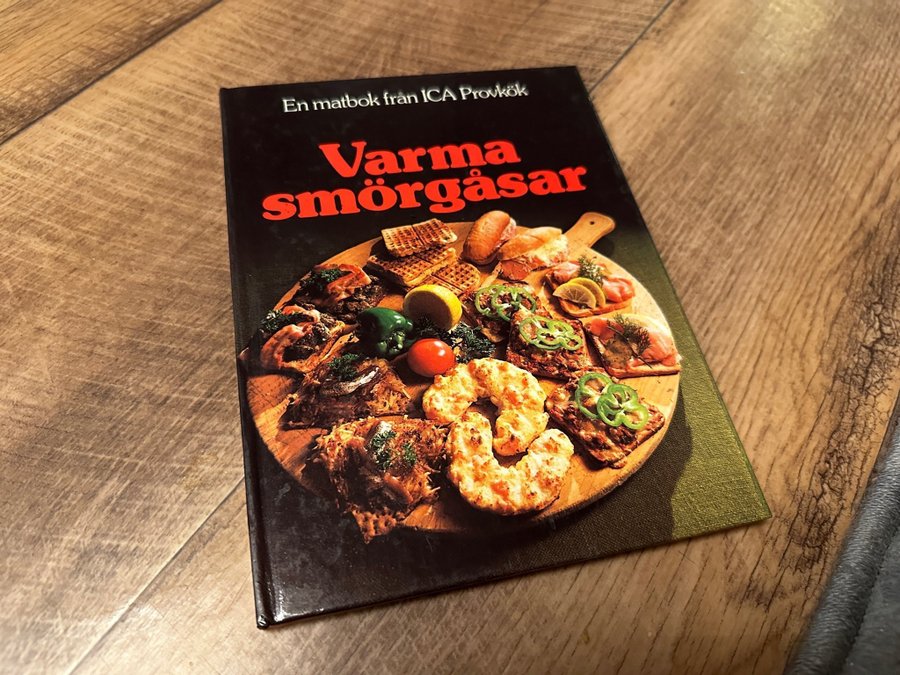 En matbok från ICA Provkök
Varma
smörgåsar